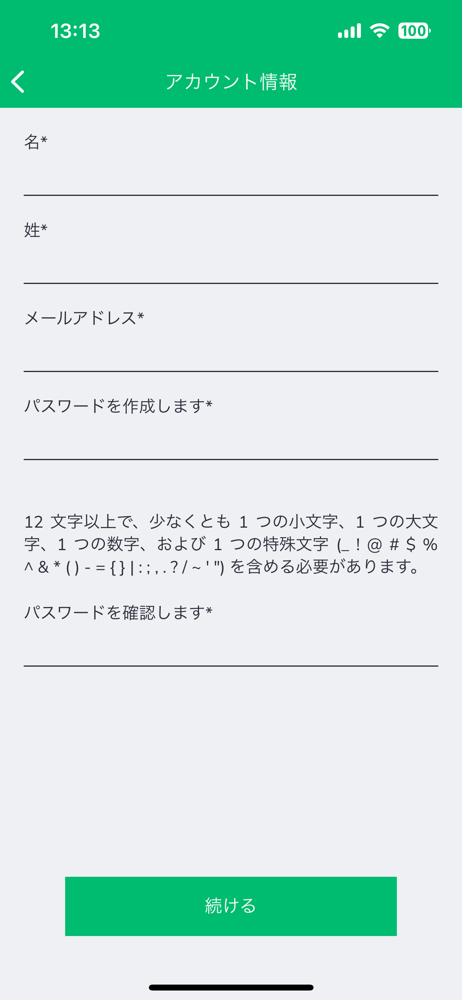 13:13
100
アカウント情報
名*
姓*
メールアドレス*
パスワードを作成します*
12 文字以上で、少なくとも 1 つの小文字、1 つの大文
字、1 つの数字、および 1 つの特殊文字 (_ ! @ # $ %
^ & * ( ) - = { } | : ; , . ? / ~ ' ") を含める必要があります。
パスワードを確認します*
続ける